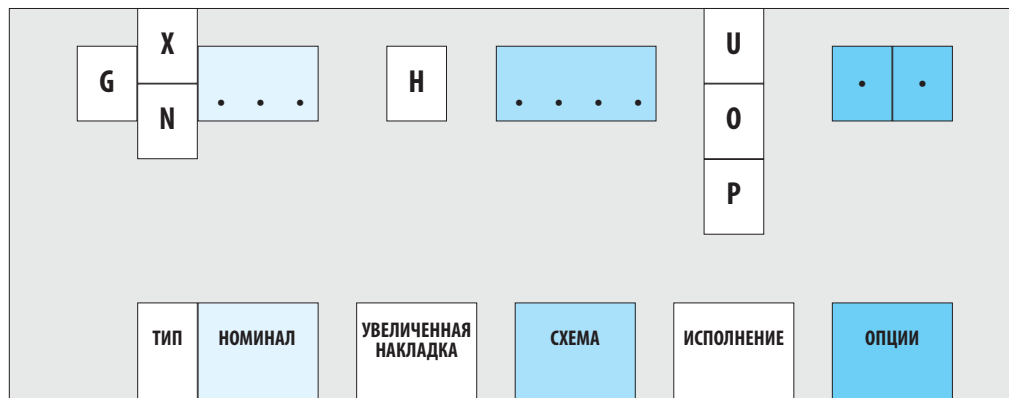 X
G
N
. . .
H
. . . .
U
O
P
. .
ТИП
НОМИНАЛ
УВЕЛИЧЕННАЯ
НАКЛАДКА
СХЕМА
ИСПОЛНЕНИЕ
ОПЦИИ